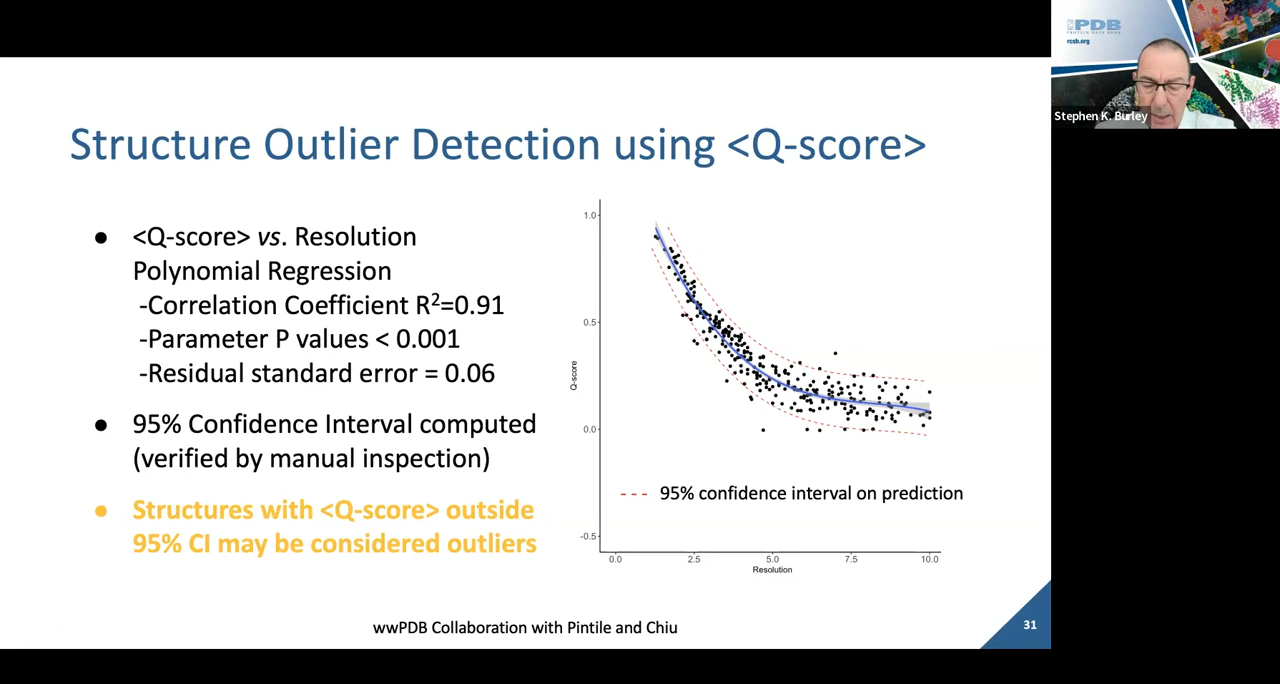 Structure Outlier Detection using <Q-score>
● <Q-score> vs. Resolution
Polynomial Regression
-Correlation Coefficient R²=0.91
-Parameter P values < 0.001
-Residual standard error = 0.06
● 95% Confidence Interval computed
(verified by manual inspection)
● Structures with <Q-score> outside
95% CI may be considered outliers
1.0
0.5
0.0
-0.5
Q-score
0.0 2.5 5.0 7.5 10.0
Resolution
--- 95% confidence interval on prediction
wwPDB Collaboration with Pintile and Chiu
31
PDB
PROTEIN DATA BANK
rcsb.org
Stephen K. Burley